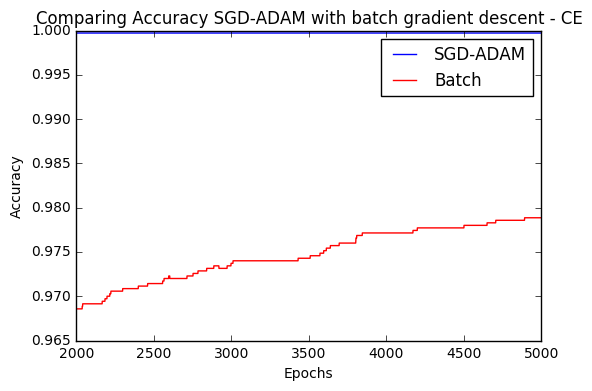 Comparing Accuracy SGD-ADAM with batch gradient descent - CE
1.000
0.995
0.990
0.985
0.980
0.975
0.970
0.965
Accuracy
SGD-ADAM
Batch
2000 2500 3000 3500 4000 4500 5000
Epochs